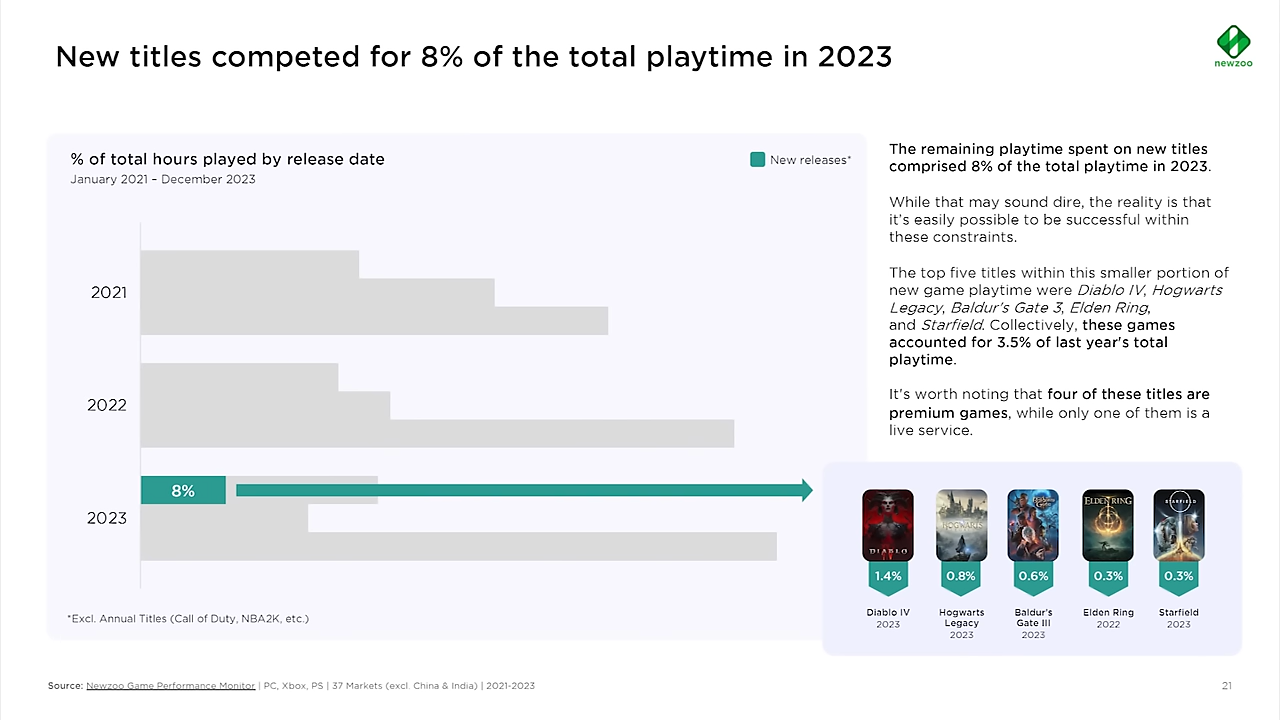 New titles competed for 8% of the total playtime in 2023
newzoo
% of total hours played by release date
January 2021 – December 2023
New releases*
2021
2022
2023
8%
*Excl. Annual Titles (Call of Duty, NBA2K, etc.)
The remaining playtime spent on new titles
comprised 8% of the total playtime in 2023.
While that may sound dire, the reality is that
it's easily possible to be successful within
these constraints.
The top five titles within this smaller portion of
new game playtime were Diablo IV, Hogwarts
Legacy, Baldur's Gate 3, Elden Ring,
and Starfield. Collectively, these games
accounted for 3.5% of last year's total
playtime.
It's worth noting that four of these titles are
premium games, while only one of them is a
live service.
DIABLO
HOGWARTS
ELDEN RING
STARFIELD
1.4%
0.8%
0.6%
0.3%
0.3%
Diablo IV
2023
Hogwarts
Legacy
2023
Baldur's
Gate III
2023
Elden Ring
2022
Starfield
2023
Source: Newzoo Game Performance Monitor | PC, Xbox, PS | 37 Markets (excl. China & India) | 2021-2023
21